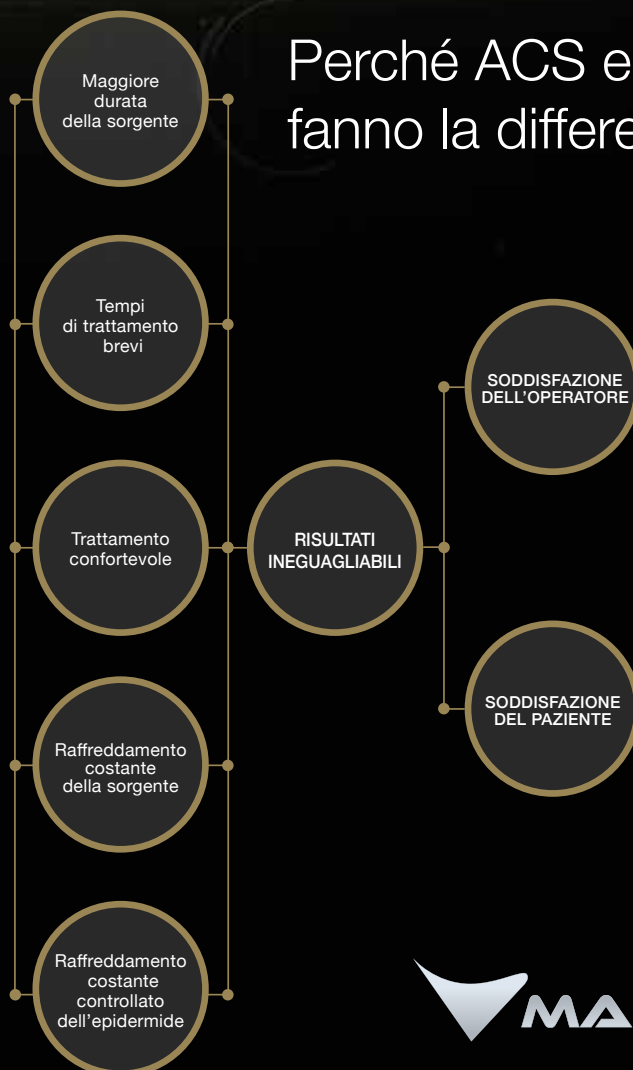 Perché ACS e
fanno la differe
Maggiore
durata
della sorgente
Tempi
di trattamento
brevi
Trattamento
confortevole
Raffreddamento
costante
della sorgente
Raffreddamento
costante
controllato
dell’epidermide
RISULTATI
INEGUAGLIABILI
SODDISFAZIONE
DELL’OPERATORE
SODDISFAZIONE
DEL PAZIENTE
MA